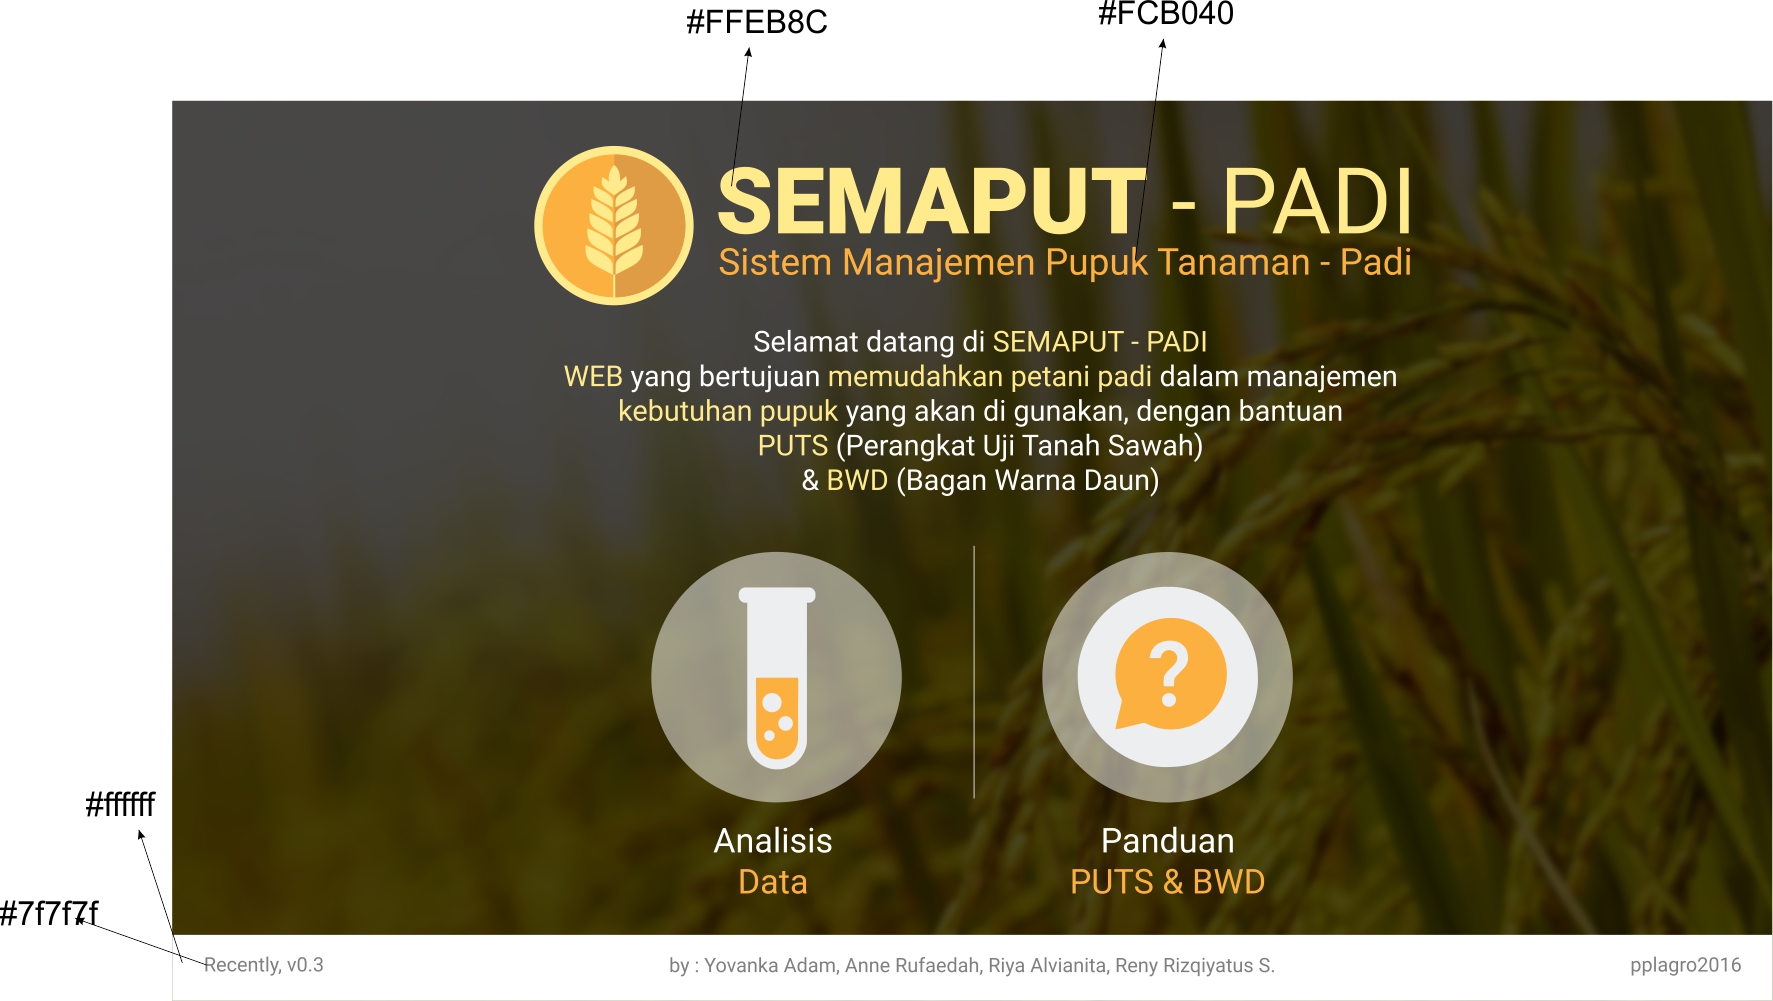 #FFEB8C
#FCB040
SEMAPUT - PADI
Sistem Manajemen Pupuk Tanaman - Padi
Selamat datang di SEMAPUT - PADI
WEB yang bertujuan memudahkan petani padi dalam manajemen
kebutuhan pupuk yang akan di gunakan, dengan bantuan
PUTS (Perangkat Uji Tanah Sawah)
& BWD (Bagan Warna Daun)
?
Analisis
Data
Panduan
PUTS & BWD
#ffffff
#7f7f7f
Recently, v0.3
by : Yovanka Adam, Anne Rufaedah, Riya Alvianita, Reny Rizqiyatus S.
pplagro2016